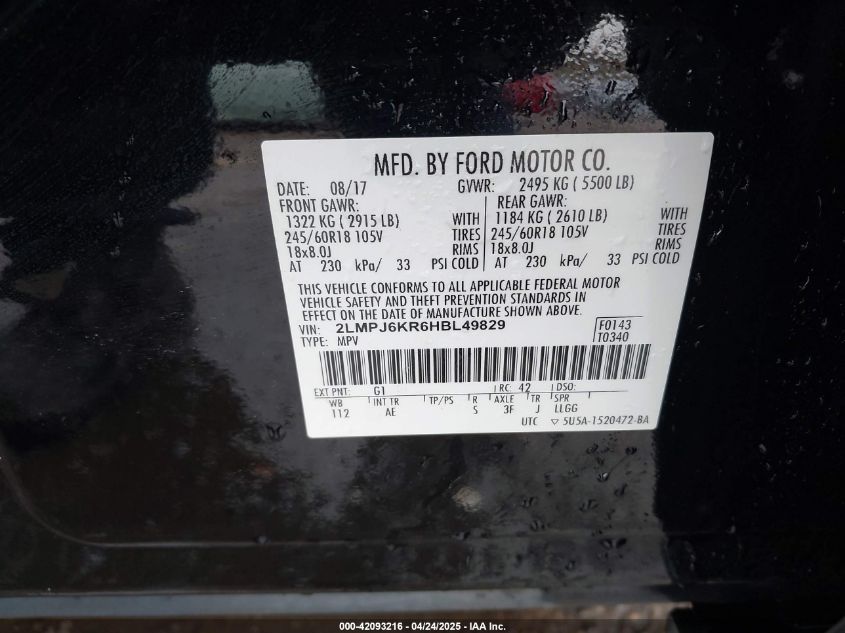 MFD. BY FORD MOTOR CO.
DATE: 08/17 GVWR: 2495 KG ( 5500 LB)
FRONT GAWR: REAR GAWR:
1322 KG ( 2915 LB) WITH 1184 KG ( 2610 LB) WITH
245/60R18 105V TIRES 245/60R18 105V TIRES
18x8.0J RIMS 18x8.0J RIMS
AT 230 kPa/ 33 PSI COLD AT 230 kPa/ 33 PSI COLD
THIS VEHICLE CONFORMS TO ALL APPLICABLE FEDERAL MOTOR
VEHICLE SAFETY AND THEFT PREVENTION STANDARDS IN
EFFECT ON THE DATE OF MANUFACTURE SHOWN ABOVE.
VIN: 2LMPJ6KR6HBL49829 F0143
TYPE: MPV T0340
EXT PNT: G1 RC: 42 DSO:
WB INT TR TP/PS R AXLE TR SPR
112 AE S 3F J LLGG
UTC ▽ 5U5A-1520472-BA
000-42093216 - 04/24/2025 - IAA Inc.